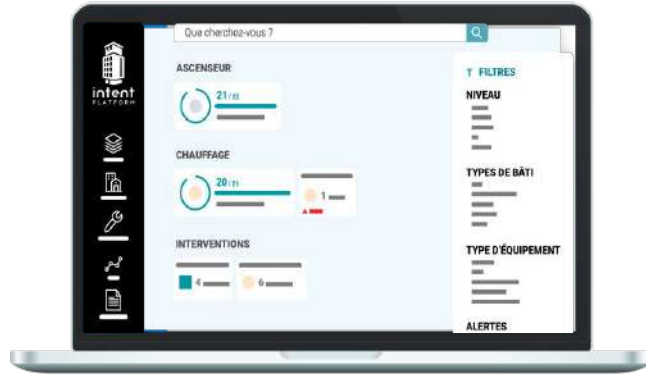 Que cherchez-vous ?
intent
PLATFORM
ASCENSEUR
21
CHAUFFAGE
20
1
INTERVENTIONS
4
6
FILTRES
NIVEAU
TYPES DE BÂTI
TYPE D'ÉQUIPEMENT
ALERTES